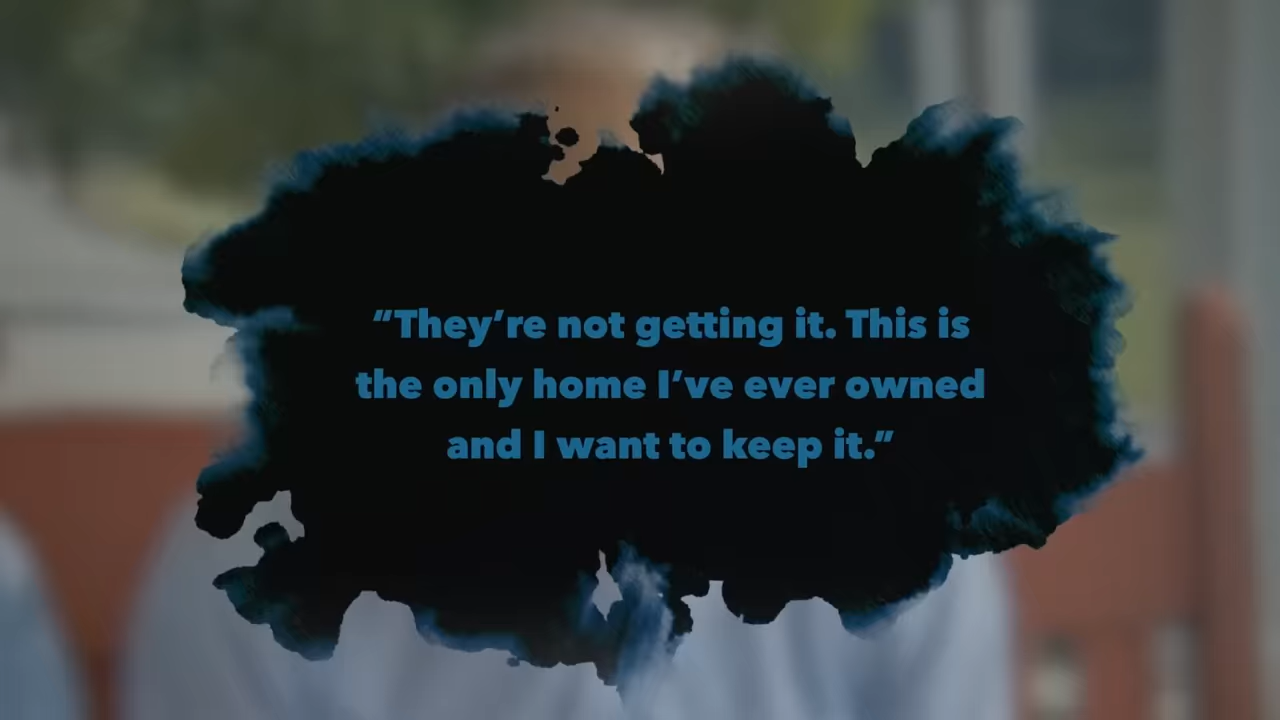 “They’re not getting it. This is
the only home I’ve ever owned
and I want to keep it.”